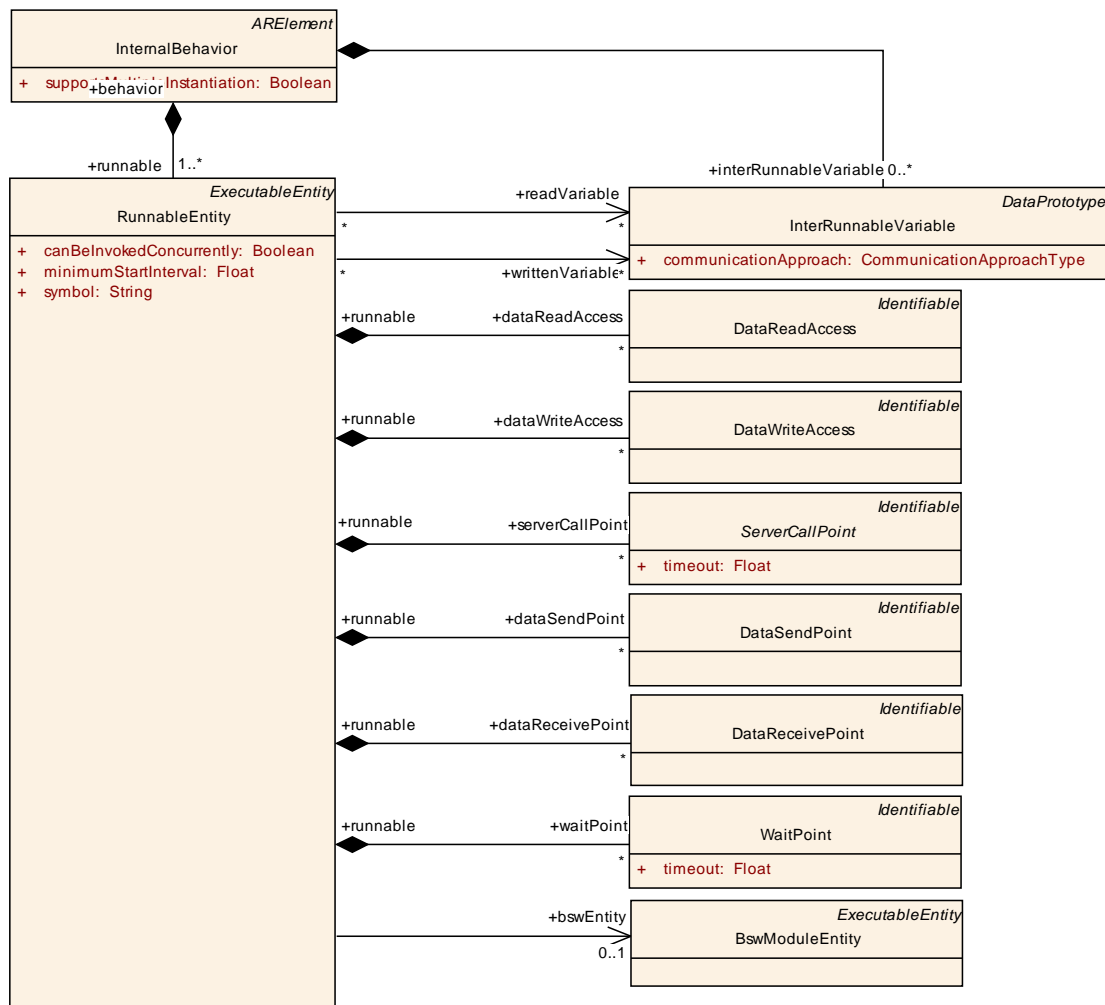 ARElement
InternalBehavior
+ supportsMultipleInstantiation: Boolean
+behavior
+runnable 1..*
+interRunnableVariable 0..*
ExecutableEntity
RunnableEntity
+ canBeInvokedConcurrently: Boolean
+ minimumStartInterval: Float
+ symbol: String
+readVariable
* *
+writtenVariable
* *
DataPrototype
InterRunnableVariable
+ communicationApproach: CommunicationApproachType
+runnable +dataReadAccess
*
Identifiable
DataReadAccess
+runnable +dataWriteAccess
*
Identifiable
DataWriteAccess
+runnable +serverCallPoint
*
Identifiable
ServerCallPoint
+ timeout: Float
+runnable +dataSendPoint
*
Identifiable
DataSendPoint
+runnable +dataReceivePoint
*
Identifiable
DataReceivePoint
+runnable +waitPoint
*
Identifiable
WaitPoint
+ timeout: Float
+bswEntity
0..1
ExecutableEntity
BswModuleEntity